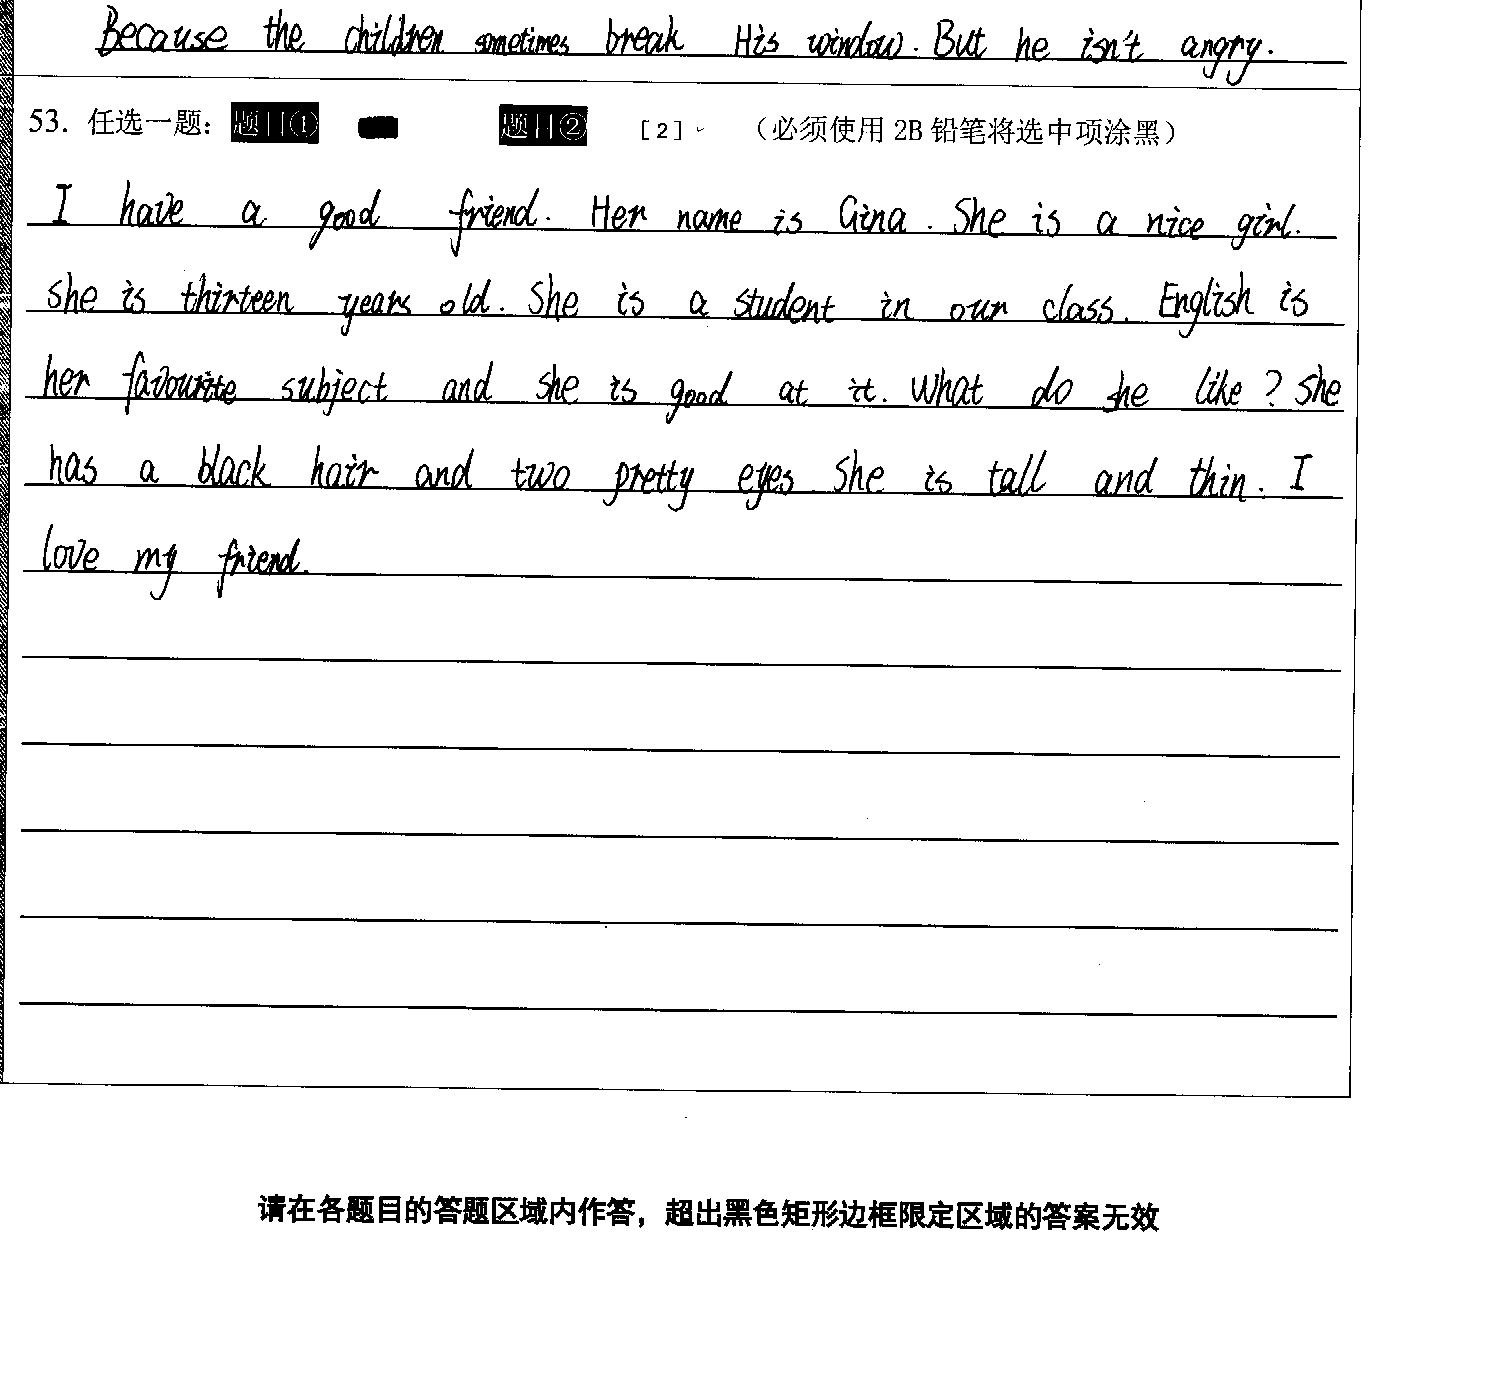 Because the children sometimes break His window. But he isn't angry.
53. 任选一题: 题目① 题目② [2] （必须使用 2B 铅笔将选中项涂黑）
I have a good friend. Her name is Gina. She is a nice girl.
she is thirteen years old. She is a student in our class. English is
her favourite subject and she is good at it. What do she like? She
has a black hair and two pretty eyes She is tall and thin. I
love my friend.
请在各题目的答题区域内作答，超出黑色矩形边框限定区域的答案无效